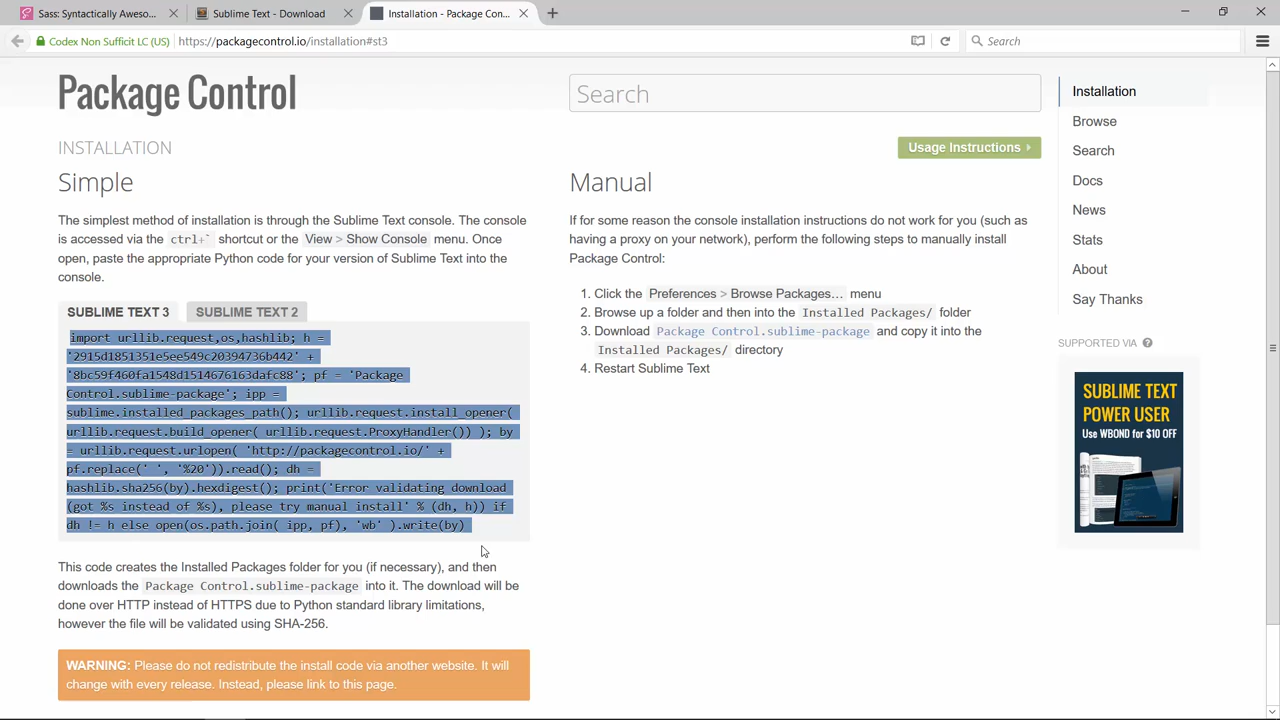 Sass: Syntactically Aweso...
Sublime Text - Download
Installation - Package Con...
Codex Non Sufficit LC (US)
https://packagecontrol.io/installation#st3
Search
Package Control
Search
INSTALLATION
Usage Instructions
Simple
The simplest method of installation is through the Sublime Text console. The console
is accessed via the ctrl+` shortcut or the View > Show Console menu. Once
open, paste the appropriate Python code for your version of Sublime Text into the
console.
SUBLIME TEXT 3
SUBLIME TEXT 2
import urllib.request,os,hashlib; h =
'2915d1851351e5ee549c20394736b442' +
'8bc59f460fa1548d1514676163dafc88'; pf = 'Package
Control.sublime-package'; ipp =
sublime.installed_packages_path(); urllib.request.install_opener(
urllib.request.build_opener( urllib.request.ProxyHandler()) ); by
= urllib.request.urlopen( 'http://packagecontrol.io/' +
pf.replace(' ', '%20')).read(); dh =
hashlib.sha256(by).hexdigest(); print('Error validating download
(got %s instead of %s), please try manual install' % (dh, h)) if
dh != h else open(os.path.join( ipp, pf), 'wb' ).write(by)
This code creates the Installed Packages folder for you (if necessary), and then
downloads the Package Control.sublime-package into it. The download will be
done over HTTP instead of HTTPS due to Python standard library limitations,
however the file will be validated using SHA-256.
WARNING: Please do not redistribute the install code via another website. It will
change with every release. Instead, please link to this page.
Manual
If for some reason the console installation instructions do not work for you (such as
having a proxy on your network), perform the following steps to manually install
Package Control:
1. Click the Preferences > Browse Packages… menu
2. Browse up a folder and then into the Installed Packages/ folder
3. Download Package Control.sublime-package and copy it into the
Installed Packages/ directory
4. Restart Sublime Text
Installation
Browse
Search
Docs
News
Stats
About
Say Thanks
SUPPORTED VIA ?
SUBLIME TEXT
POWER USER
Use WBOND for $10 OFF